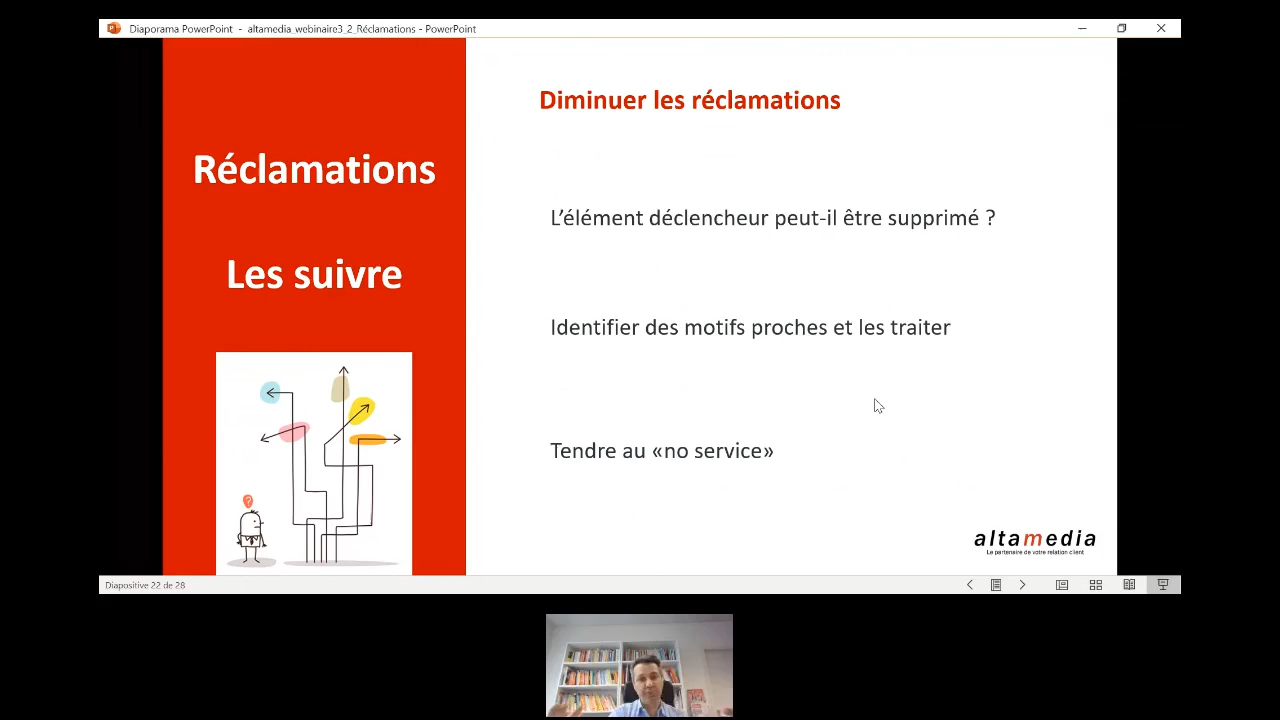 Diaporama PowerPoint - altamedia_webinaire3_2_Réclamations - PowerPoint
Réclamations
Les suivre
?
Diminuer les réclamations
L’élément déclencheur peut-il être supprimé ?
Identifier des motifs proches et les traiter
Tendre au «no service»
altamedia
Le partenaire de votre relation client
Diapositive 22 de 28